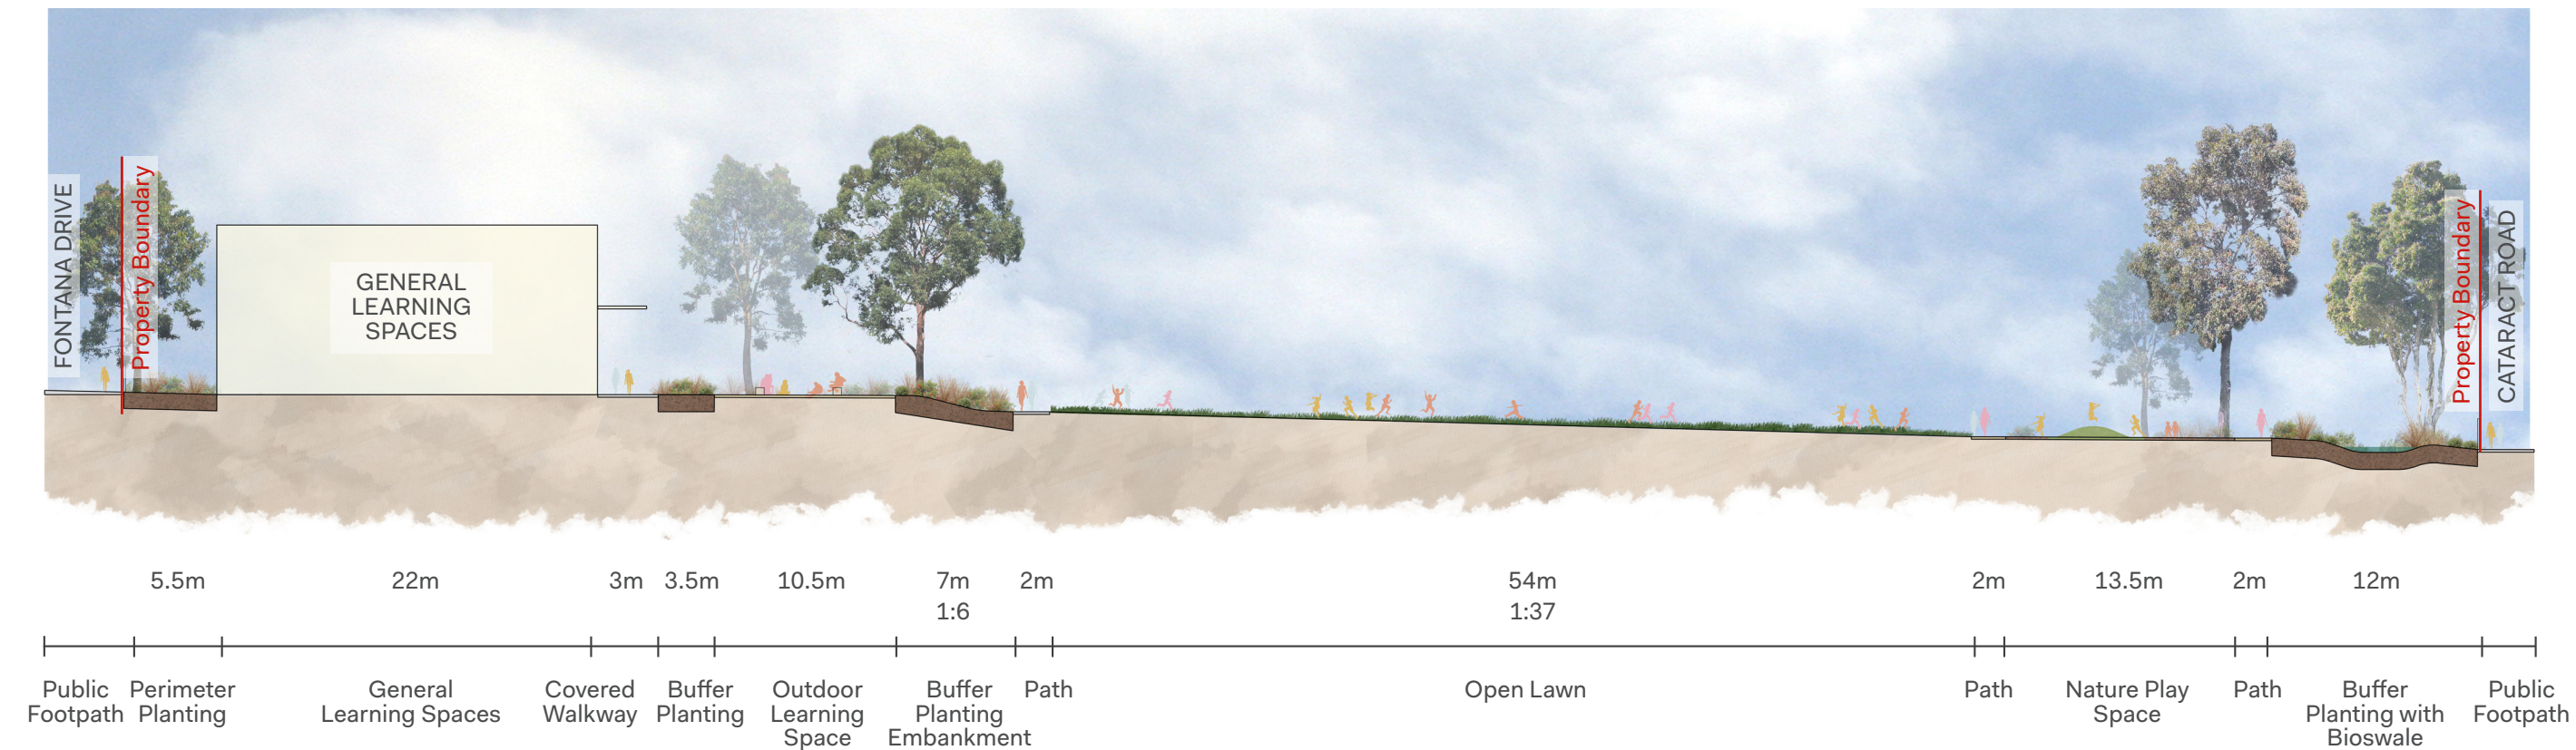 FONTANA DRIVE
Property Boundary
GENERAL
LEARNING
SPACES
Property Boundary
CATARACT ROAD
5.5m 22m 3m 3.5m 10.5m 7m 2m 54m 2m 13.5m 2m 12m
1:6 1:37
Public Footpath
Perimeter Planting
General Learning Spaces
Covered Walkway
Buffer Planting
Outdoor Learning Space
Buffer Planting Embankment
Path
Open Lawn
Path
Nature Play Space
Path
Buffer Planting with Bioswale
Public Footpath